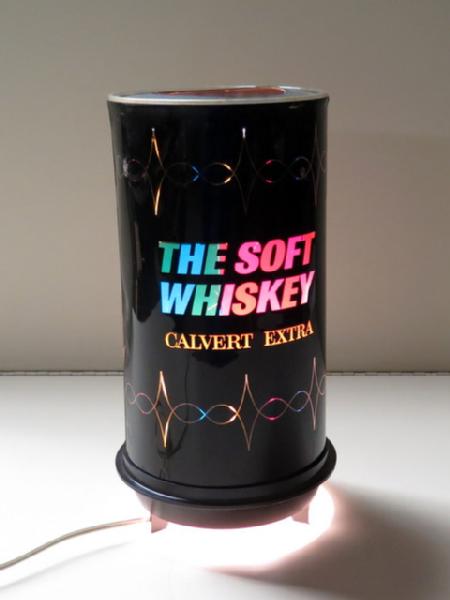 THE SOFT
WHISKEY
CALVERT EXTRA